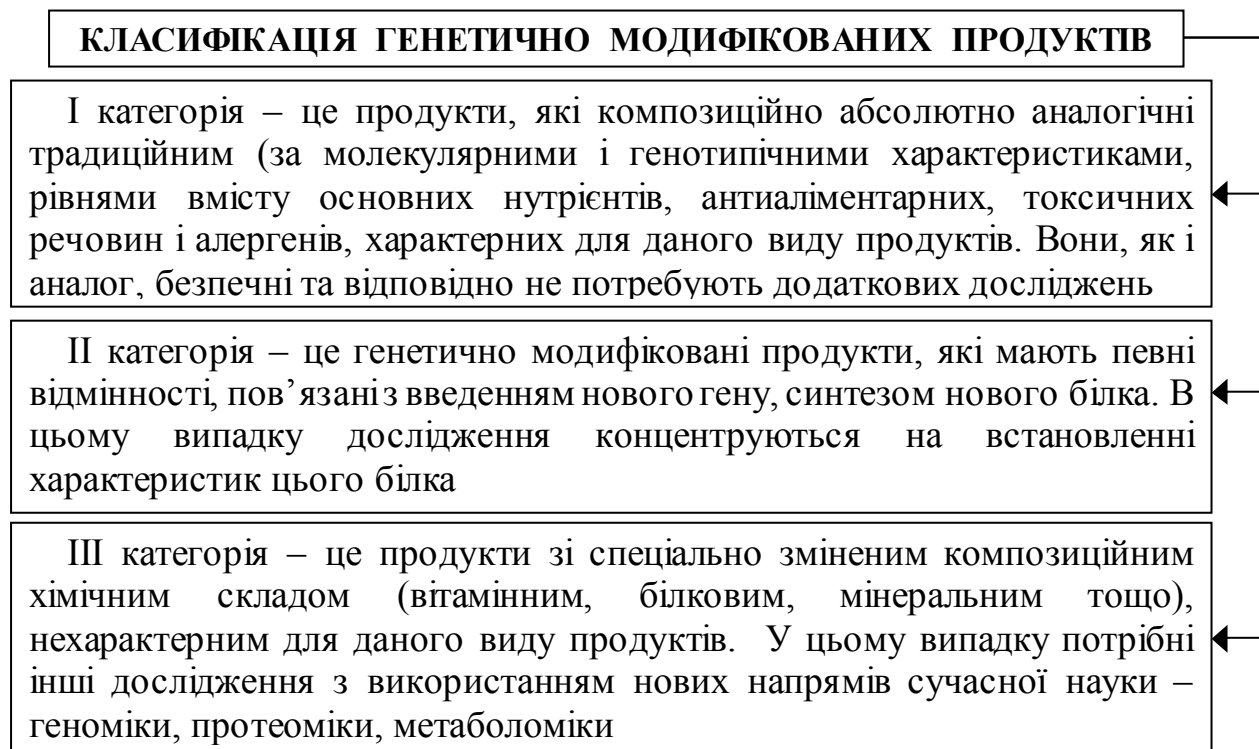 КЛАСИФІКАЦІЯ ГЕНЕТИЧНО МОДИФІКОВАНИХ ПРОДУКТІВ
І категорія – це продукти, які композиційно абсолютно аналогічні
традиційним (за молекулярними і генотипічними характеристиками,
рівнями вмісту основних нутрієнтів, антиаліментарних, токсичних
речовин і алергенів, характерних для даного виду продуктів. Вони, як і
аналог, безпечні та відповідно не потребують додаткових досліджень
ІІ категорія – це генетично модифіковані продукти, які мають певні
відмінності, пов’язані з введенням нового гену, синтезом нового білка. В
цьому випадку дослідження концентруються на встановленні
характеристик цього білка
ІІІ категорія – це продукти зі спеціально зміненим композиційним
хімічним складом (вітамінним, білковим, мінеральним тощо),
нехарактерним для даного виду продуктів. У цьому випадку потрібні
інші дослідження з використанням нових напрямів сучасної науки –
геноміки, протеоміки, метаболоміки